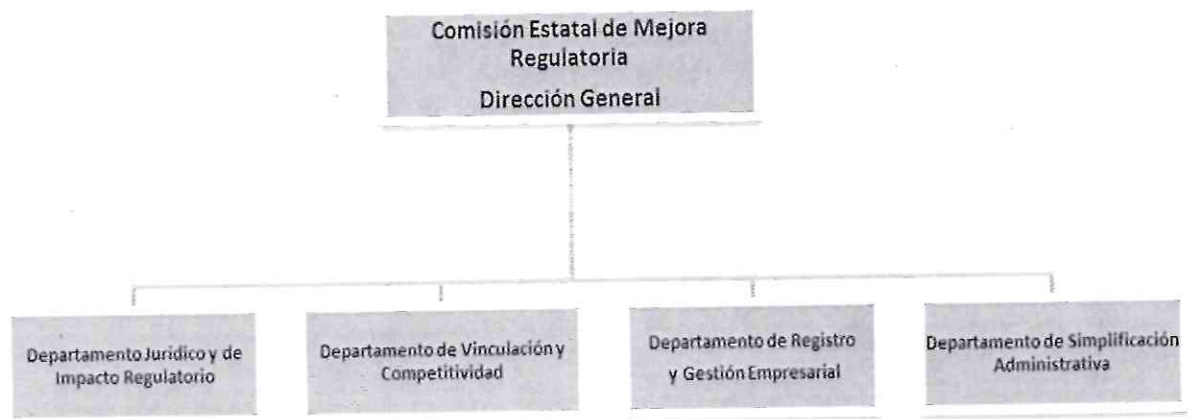 Comisión Estatal de Mejora
Regulatoria
Dirección General
Departamento Jurídico y de
Impacto Regulatorio
Departamento de Vinculación y
Competitividad
Departamento de Registro
y Gestión Empresarial
Departamento de Simplificación
Administrativa